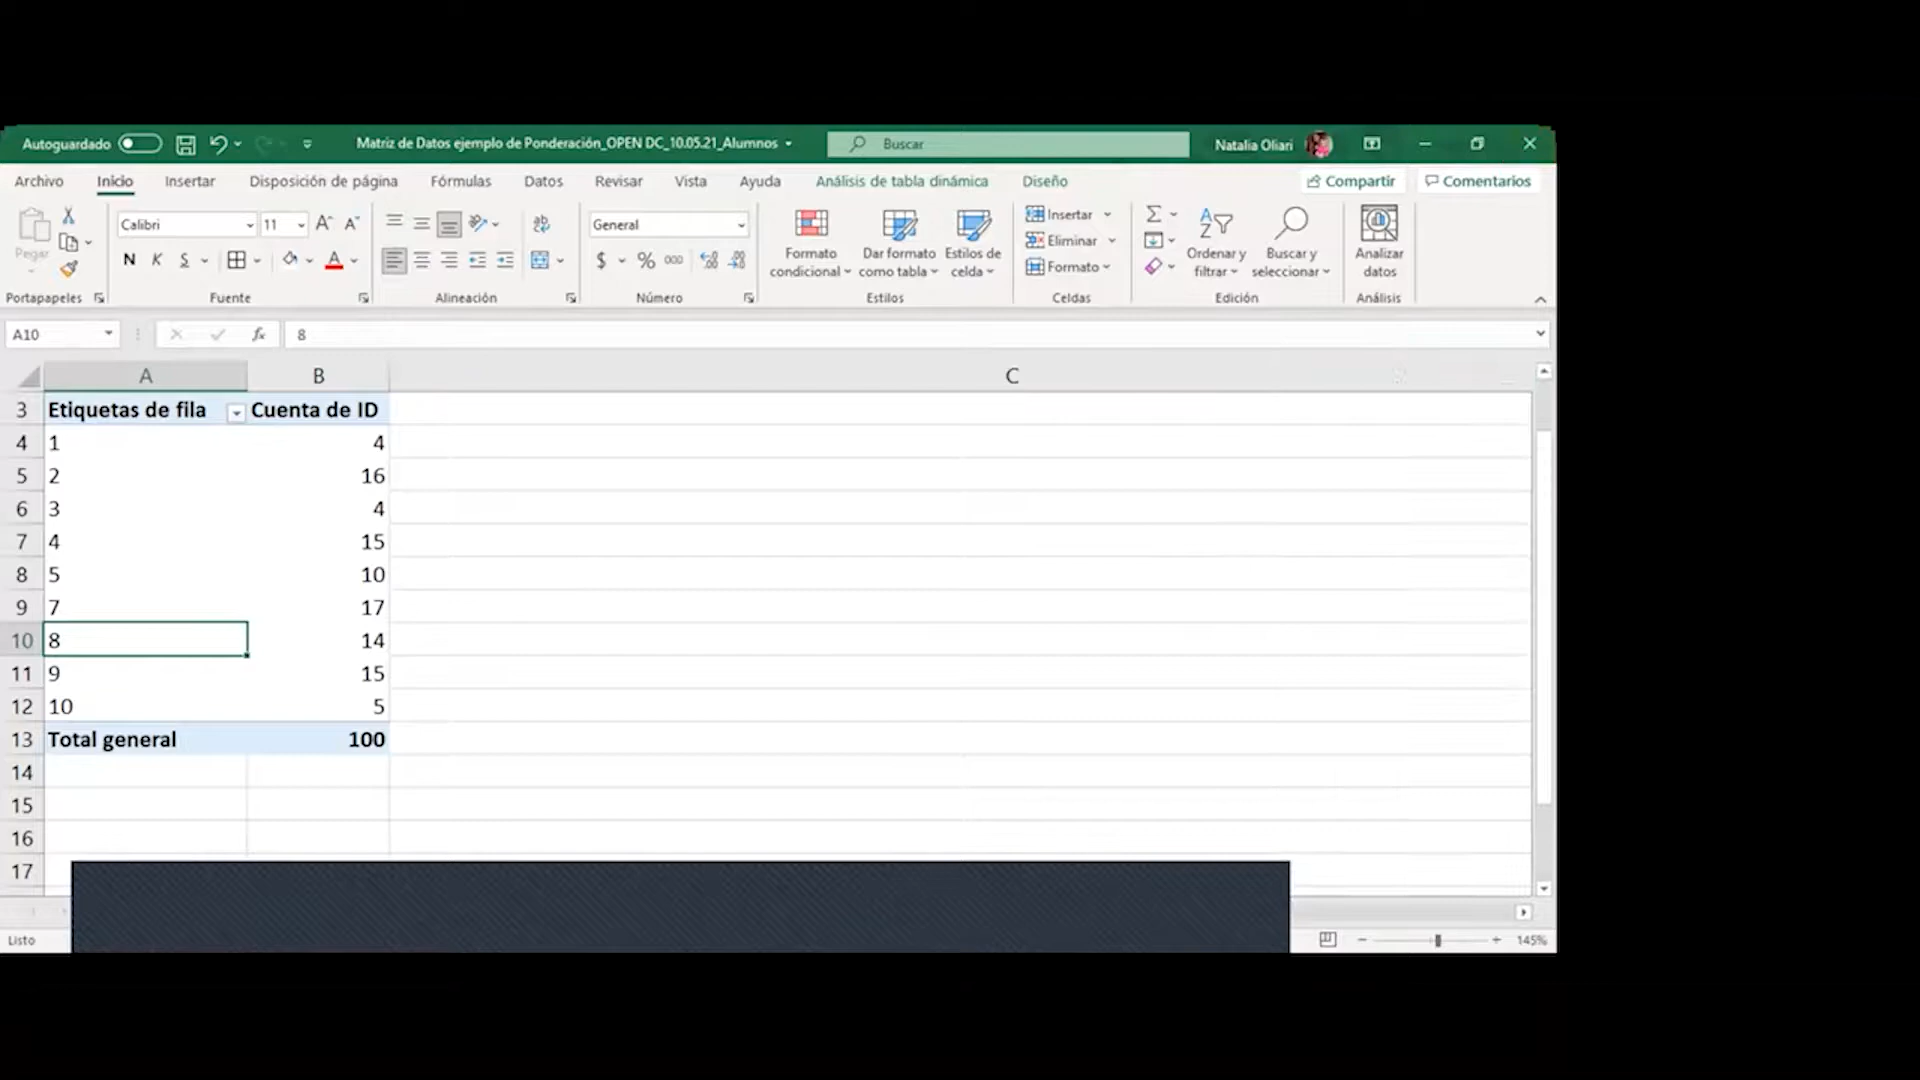 Autoguardado Matriz de Datos ejemplo de Ponderación_OPEN DC_10.05.21_Alumnos Buscar Natalia Oliari
Archivo Inicio Insertar Disposición de página Fórmulas Datos Revisar Vista Ayuda Análisis de tabla dinámica Diseño Compartir Comentarios
Pegar
Calibri 11 A A
N K S A
General
$ % 000
Formato
condicional
Dar formato
como tabla
Estilos de
celda
Insertar
Eliminar
Formato
Σ
Ordenar y
filtrar
Buscar y
seleccionar
Analizar
datos
Portapapeles Fuente Alineación Número Estilos Celdas Edición Análisis
A10 fx 8
A B C
3 Etiquetas de fila Cuenta de ID
4 1 4
5 2 16
6 3 4
7 4 15
8 5 10
9 7 17
10 8 14
11 9 15
12 10 5
13 Total general 100
14
15
16
17
Listo 145%